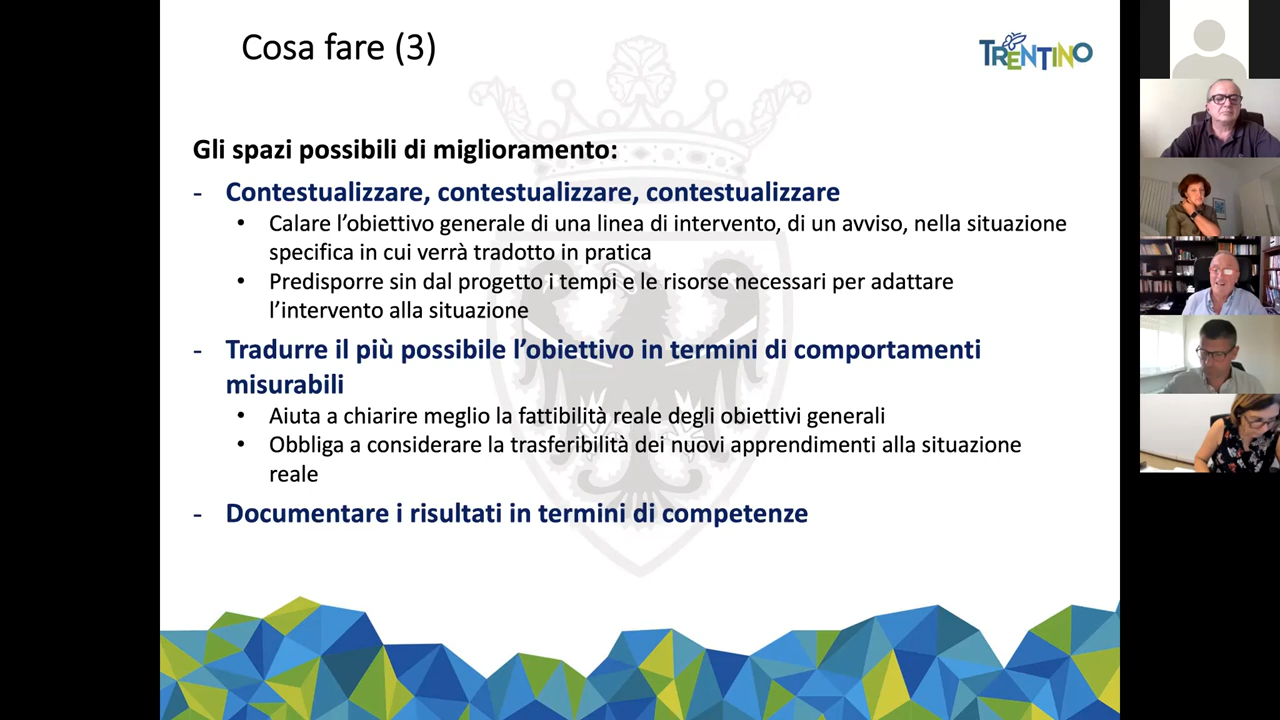 Cosa fare (3)
TRENTINO
Gli spazi possibili di miglioramento:
- Contestualizzare, contestualizzare, contestualizzare
• Calare l’obiettivo generale di una linea di intervento, di un avviso, nella situazione
specifica in cui verrà tradotto in pratica
• Predisporre sin dal progetto i tempi e le risorse necessari per adattare
l’intervento alla situazione
- Tradurre il più possibile l’obiettivo in termini di comportamenti
misurabili
• Aiuta a chiarire meglio la fattibilità reale degli obiettivi generali
• Obbliga a considerare la trasferibilità dei nuovi apprendimenti alla situazione
reale
- Documentare i risultati in termini di competenze